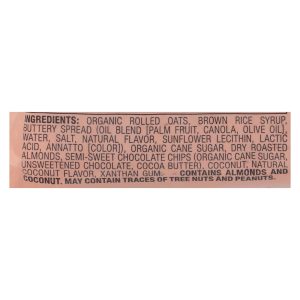 INGREDIENTS: ORGANIC ROLLED OATS, BROWN RICE SYRUP,
BUTTERY SPREAD (OIL BLEND [PALM FRUIT, CANOLA, OLIVE OIL],
WATER, SALT, NATURAL FLAVOR, SUNFLOWER LECITHIN, LACTIC
ACID, ANNATTO [COLOR]), ORGANIC CANE SUGAR, DRY ROASTED
ALMONDS, SEMI-SWEET CHOCOLATE CHIPS (ORGANIC CANE SUGAR,
UNSWEETENED CHOCOLATE, COCOA BUTTER), COCONUT, NATURAL
COCONUT FLAVOR, XANTHAN GUM. CONTAINS ALMONDS AND
COCONUT. MAY CONTAIN TRACES OF TREE NUTS AND PEANUTS.